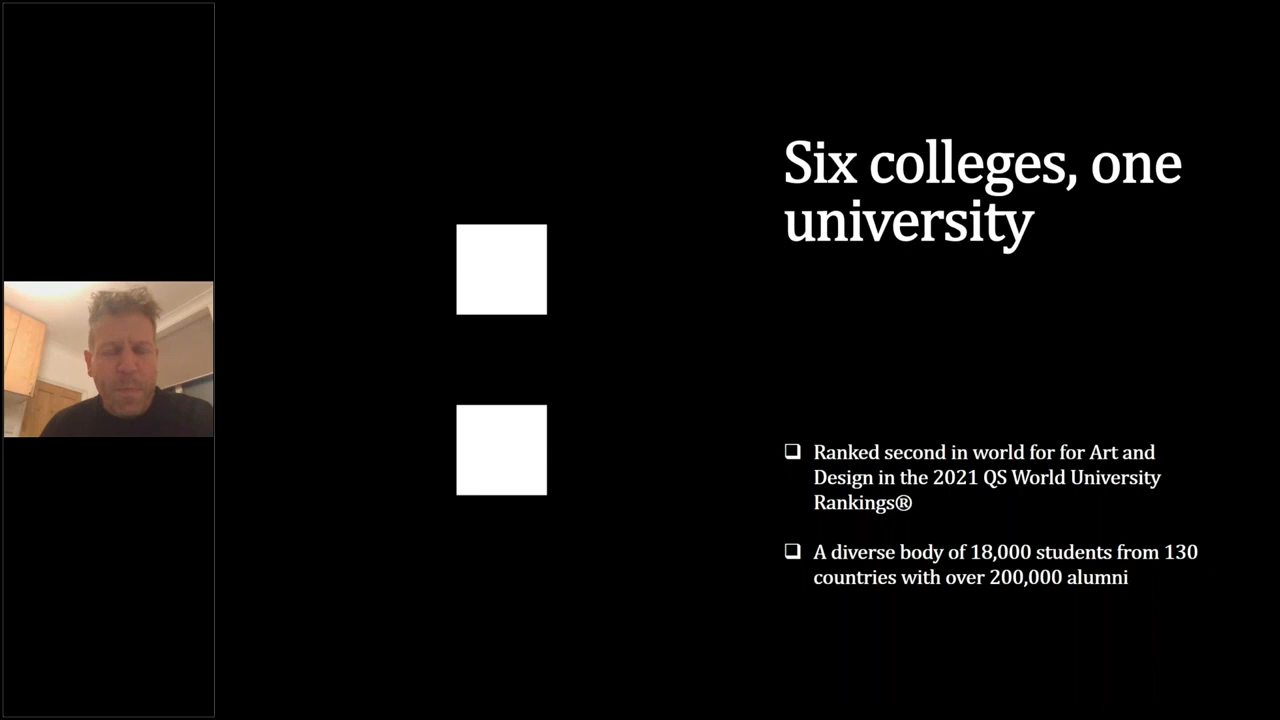 Six colleges, one
university
❑ Ranked second in world for for Art and
Design in the 2021 QS World University
Rankings®
❑ A diverse body of 18,000 students from 130
countries with over 200,000 alumni